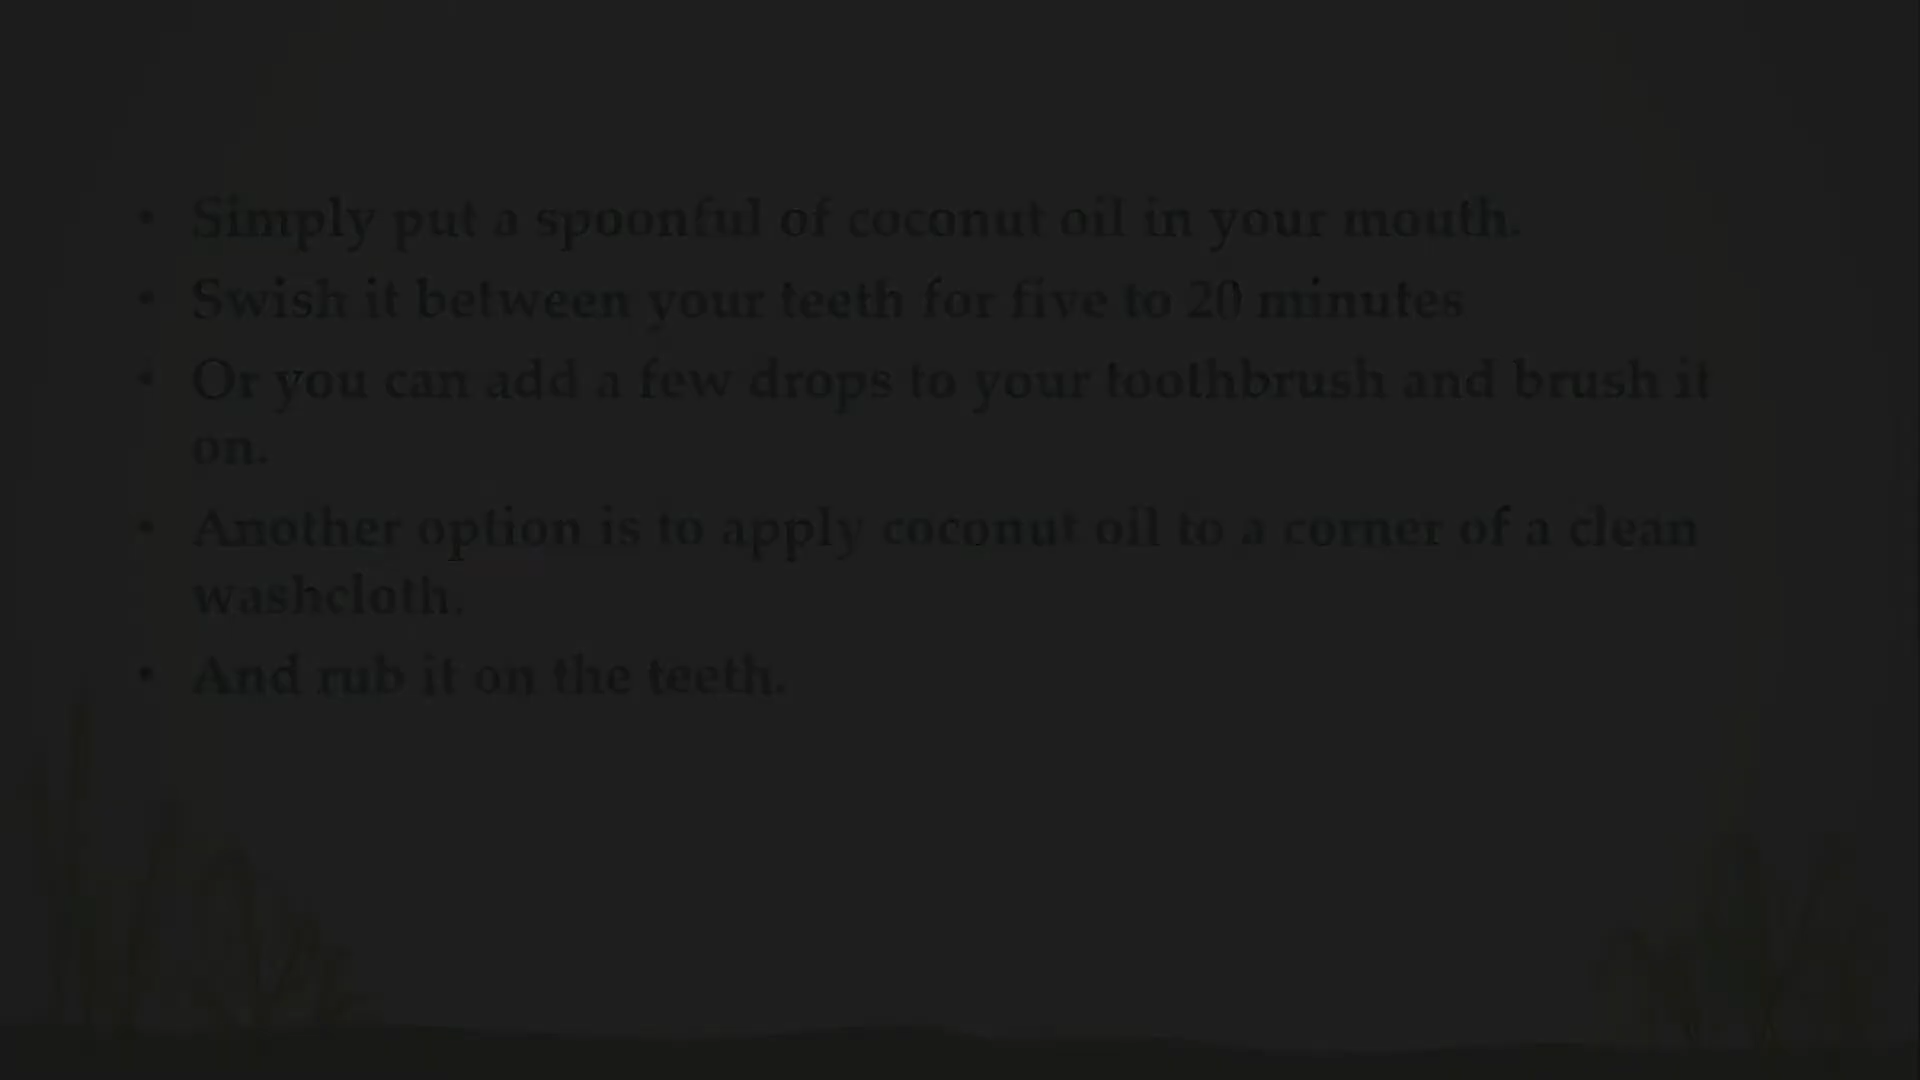 • Simply put a spoonful of coconut oil in your mouth.
• Swish it between your teeth for five to 20 minutes
• Or you can add a few drops to your toothbrush and brush it
on.
• Another option is to apply coconut oil to a corner of a clean
washcloth.
• And rub it on the teeth.